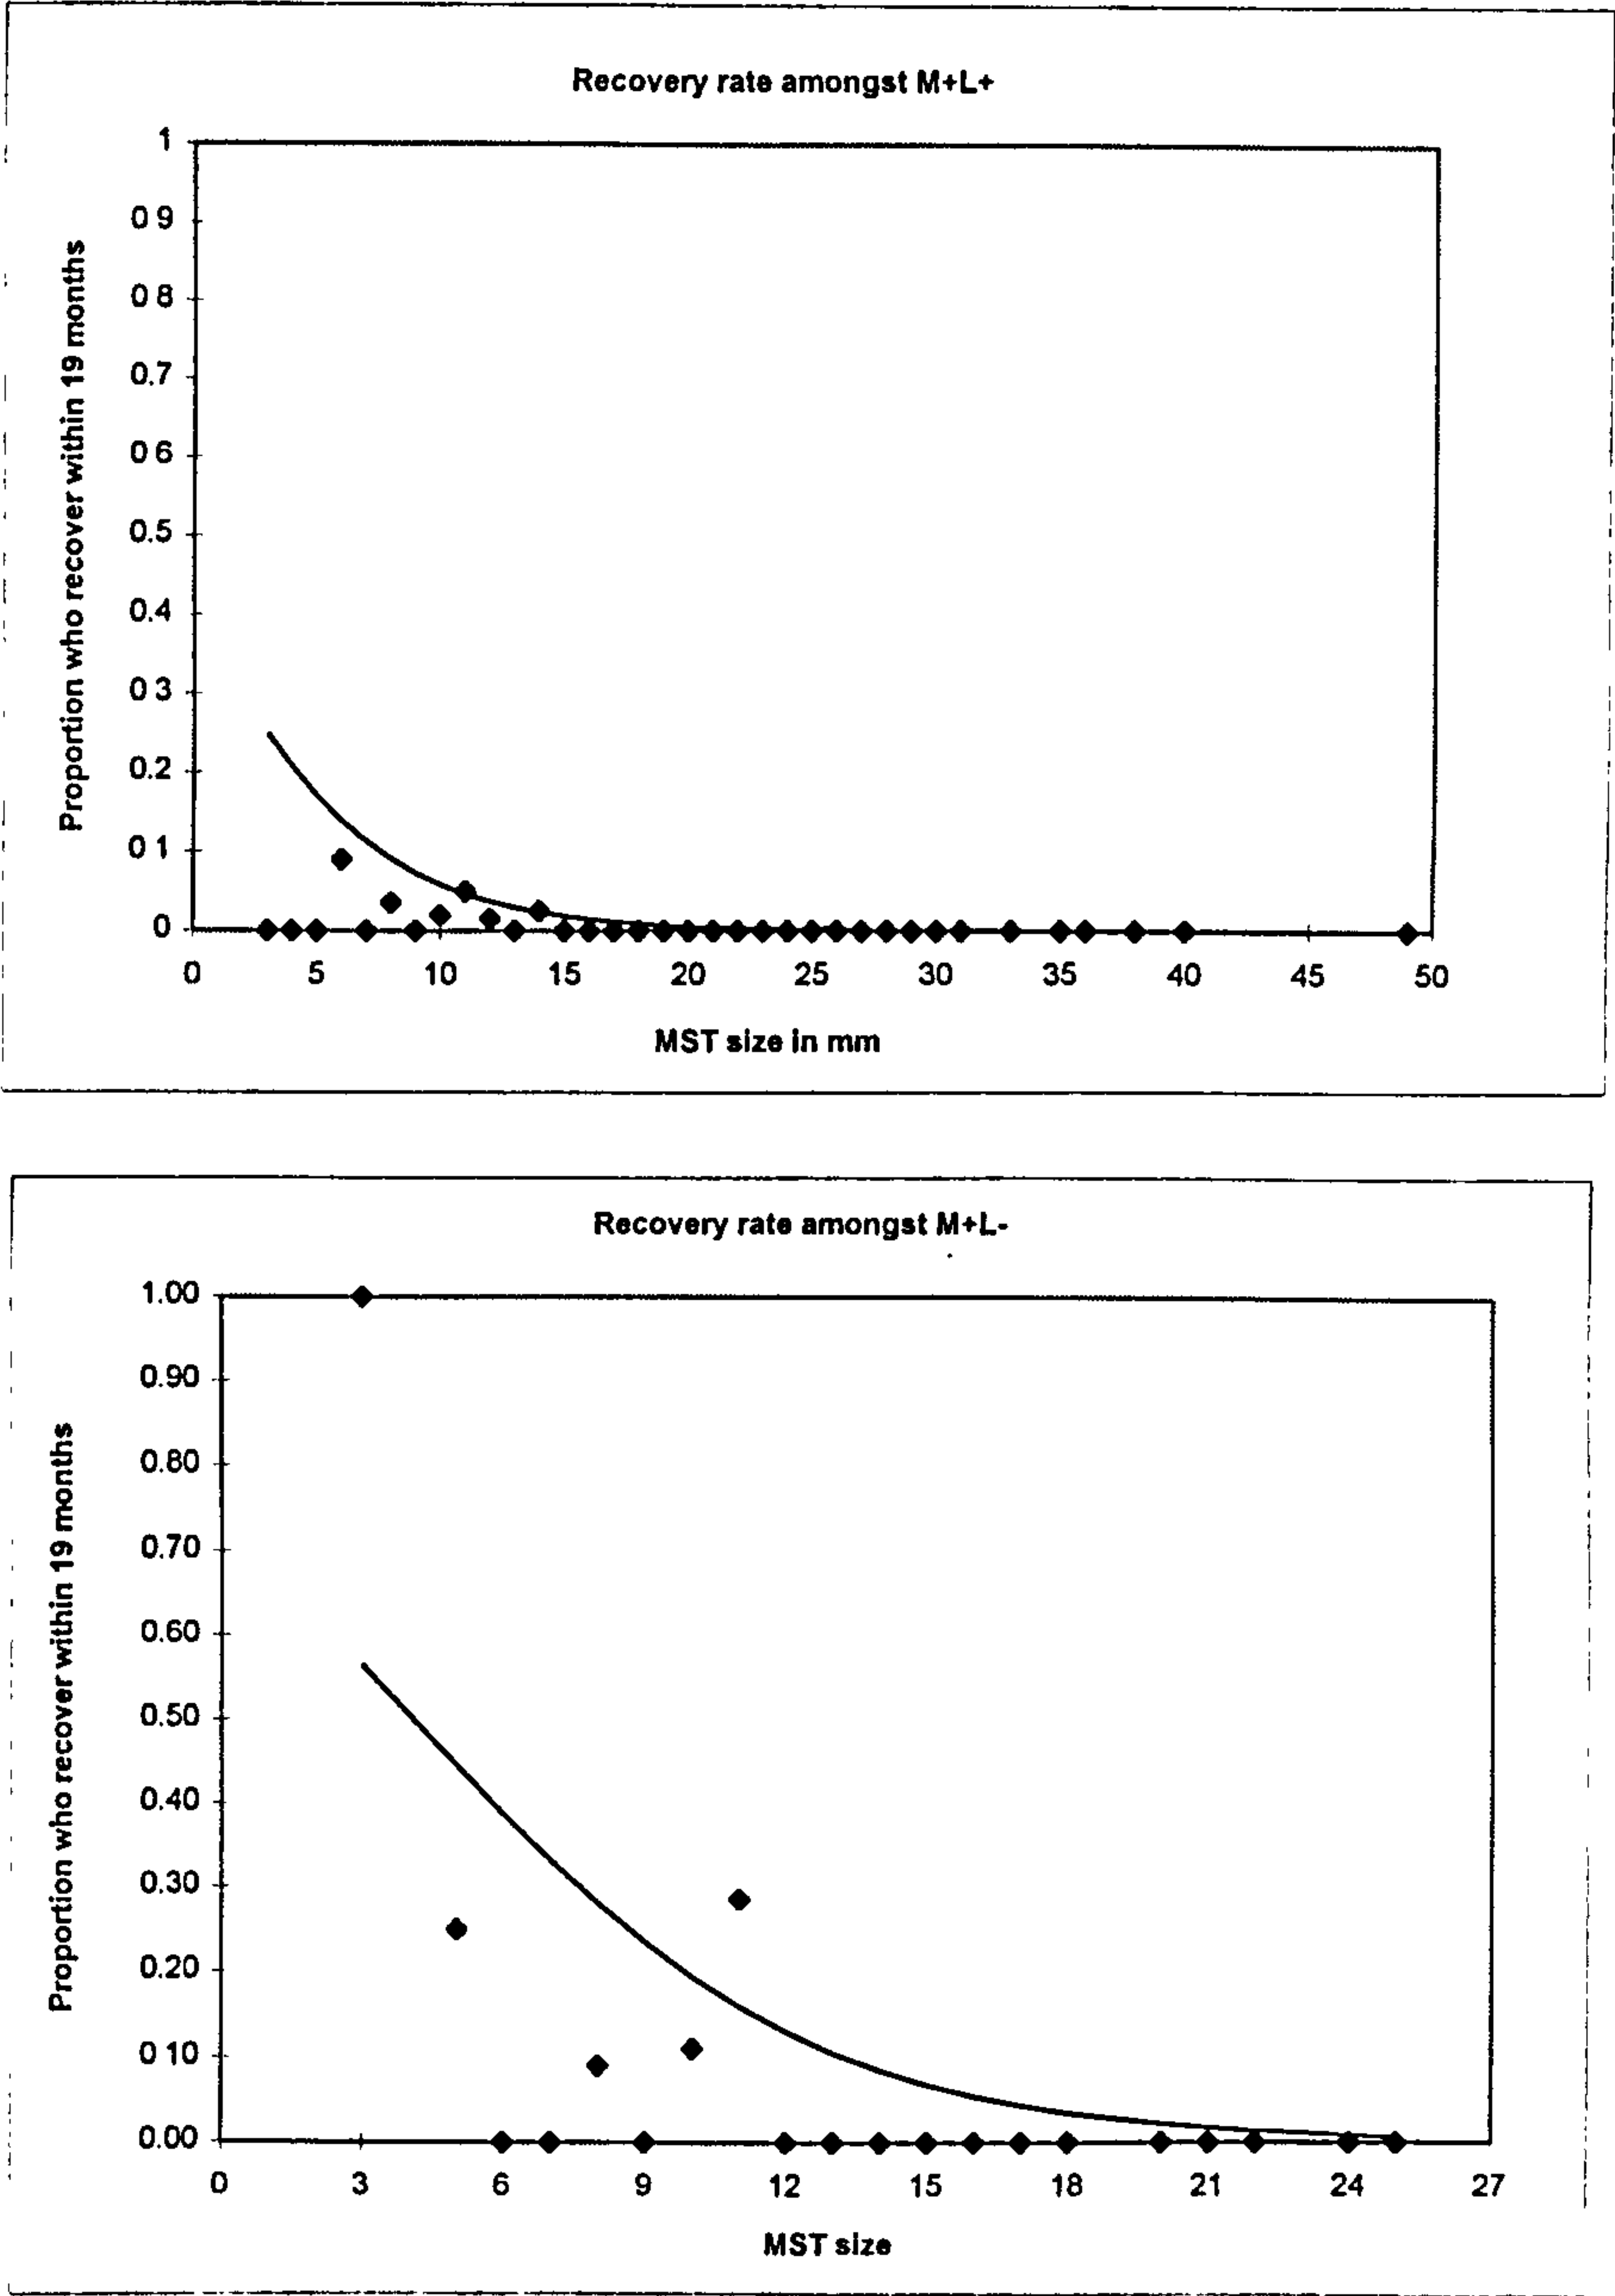 Recovery rate amongst M+L+
Proportion who recover within 19 months
1
0 9
0 8
0.7
0 6
0.5
0.4
0 3
0.2
0 1
0
0 5 10 15 20 25 30 35 40 45 50
MST size in mm
Recovery rate amongst M+L-
Proportion who recover within 19 months
1.00
0.90
0.80
0.70
0.60
0.50
0.40
0.30
0.20
0 10
0.00
0 3 6 9 12 15 18 21 24 27
MST size